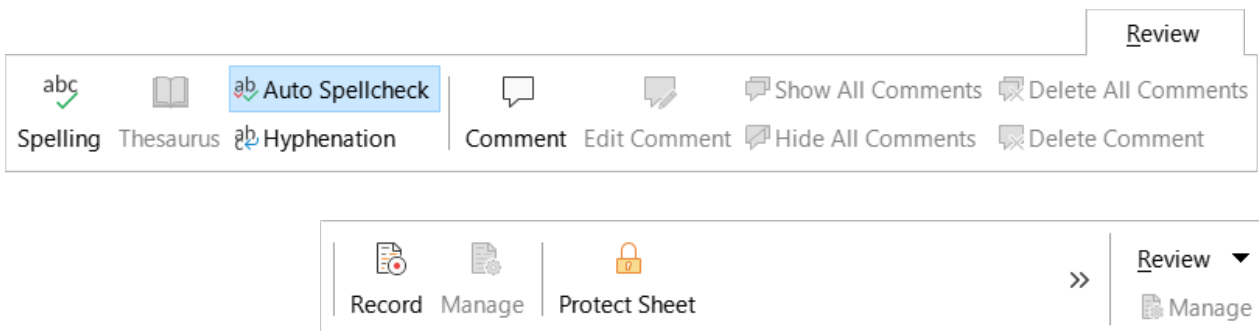 Review
abç Spelling
Thesaurus
ab Auto Spellcheck
ab Hyphenation
Comment
Edit Comment
Show All Comments
Hide All Comments
Delete All Comments
Delete Comment
Record
Manage
Protect Sheet
»
Review
Manage